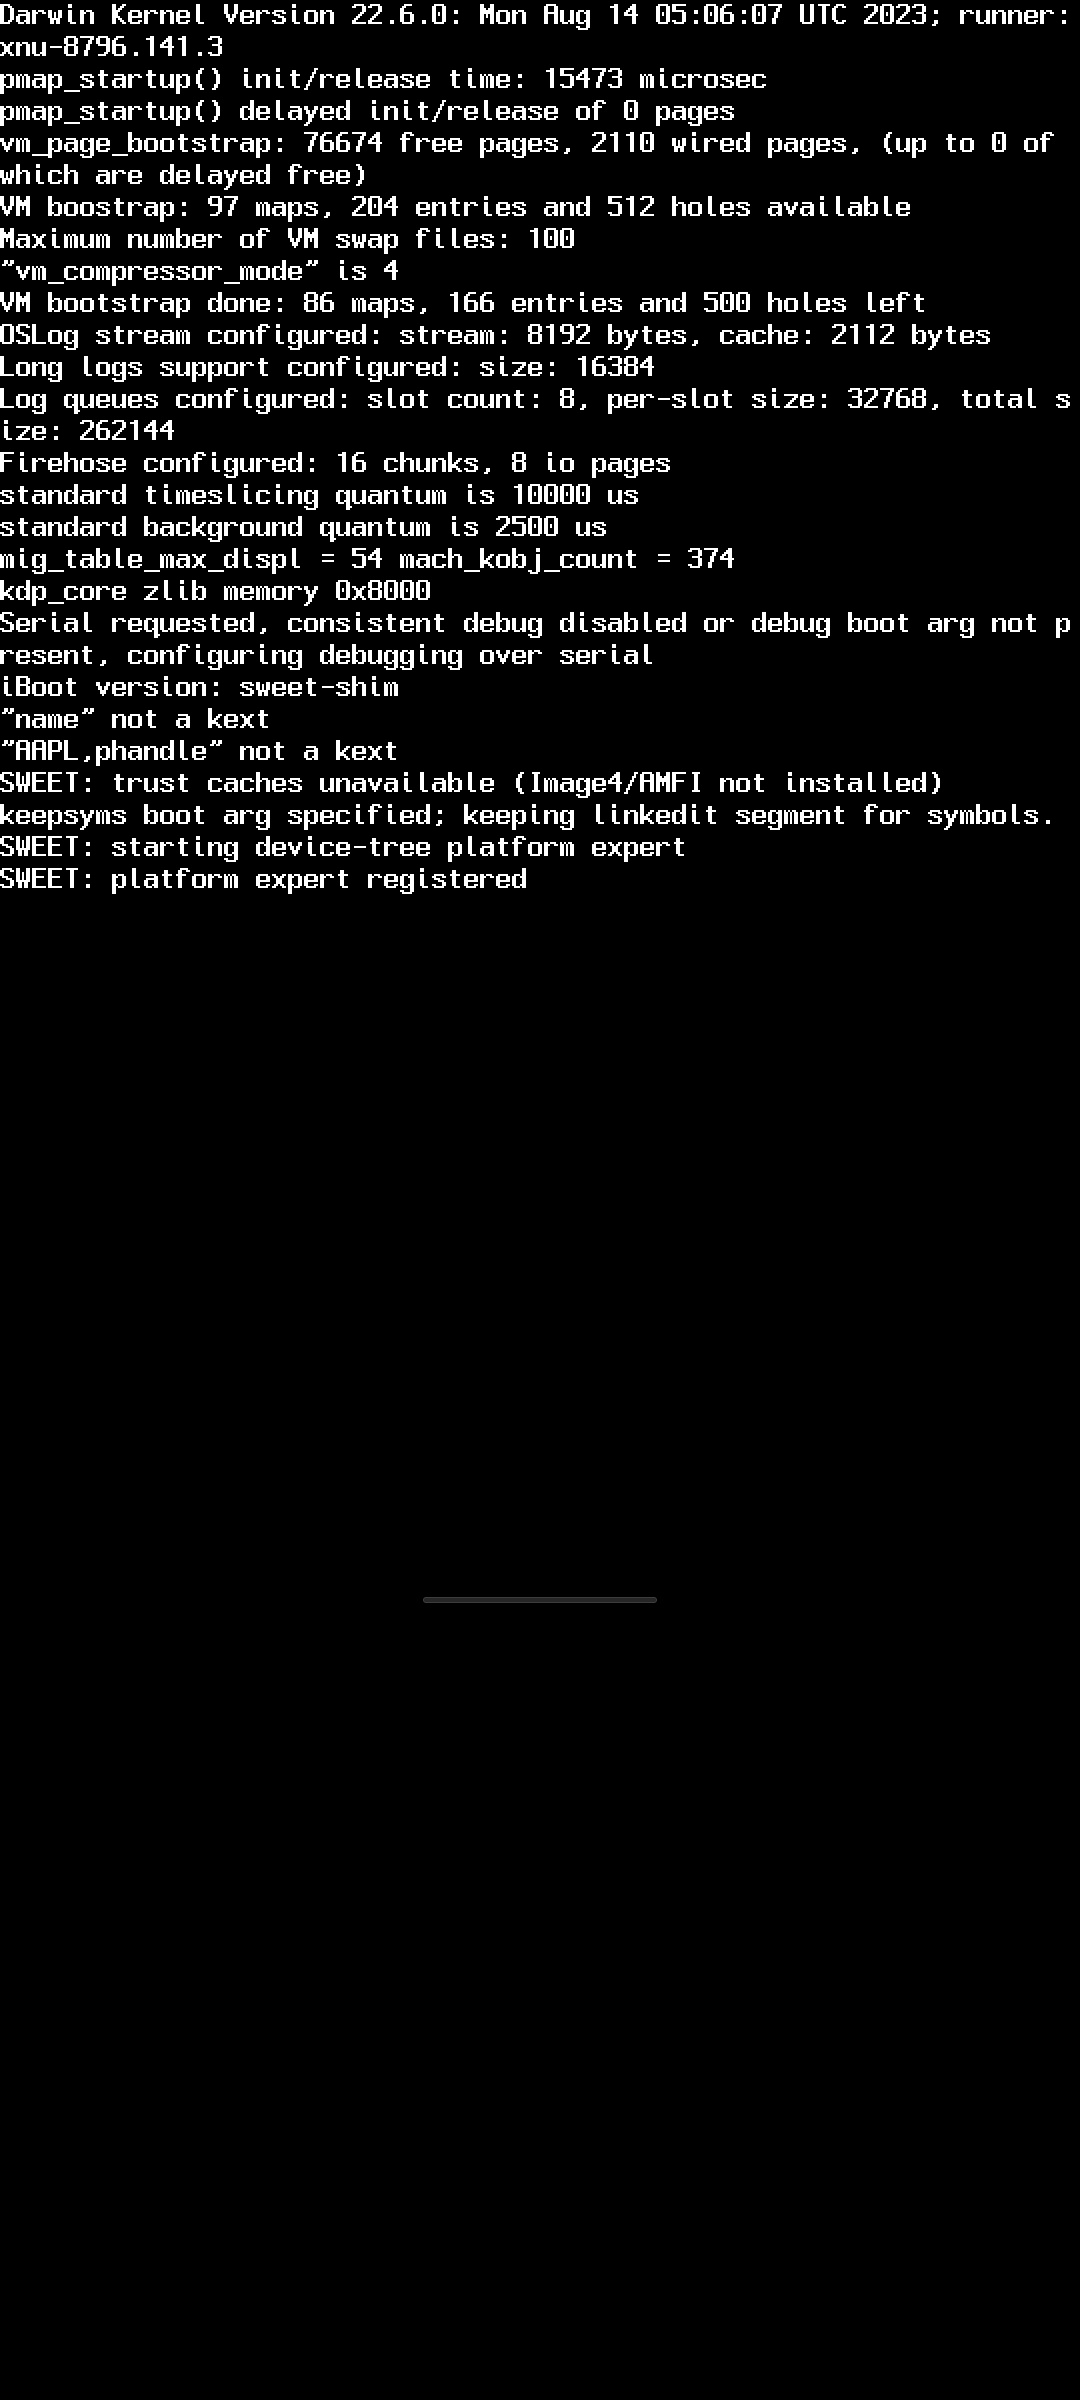 Darwin Kernel Version 22.6.0: Mon Aug 14 05:06:07 UTC 2023; runner:
xnu-8796.141.3
pmap_startup() init/release time: 15473 microsec
pmap_startup() delayed init/release of 0 pages
vm_page_bootstrap: 76674 free pages, 2110 wired pages, (up to 0 of
which are delayed free)
VM boostrap: 97 maps, 204 entries and 512 holes available
Maximum number of VM swap files: 100
"vm_compressor_mode" is 4
VM bootstrap done: 86 maps, 166 entries and 500 holes left
OSLog stream configured: stream: 8192 bytes, cache: 2112 bytes
Long logs support configured: size: 16384
Log queues configured: slot count: 8, per-slot size: 32768, total s
ize: 262144
Firehose configured: 16 chunks, 8 io pages
standard timeslicing quantum is 10000 us
standard background quantum is 2500 us
mig_table_max_displ = 54 mach_kobj_count = 374
kdp_core zlib memory 0x8000
Serial requested, consistent debug disabled or debug boot arg not p
resent, configuring debugging over serial
iBoot version: sweet-shim
"name" not a kext
"AAPL,phandle" not a kext
SWEET: trust caches unavailable (Image4/AMFI not installed)
keepsyms boot arg specified; keeping linkedit segment for symbols.
SWEET: starting device-tree platform expert
SWEET: platform expert registered